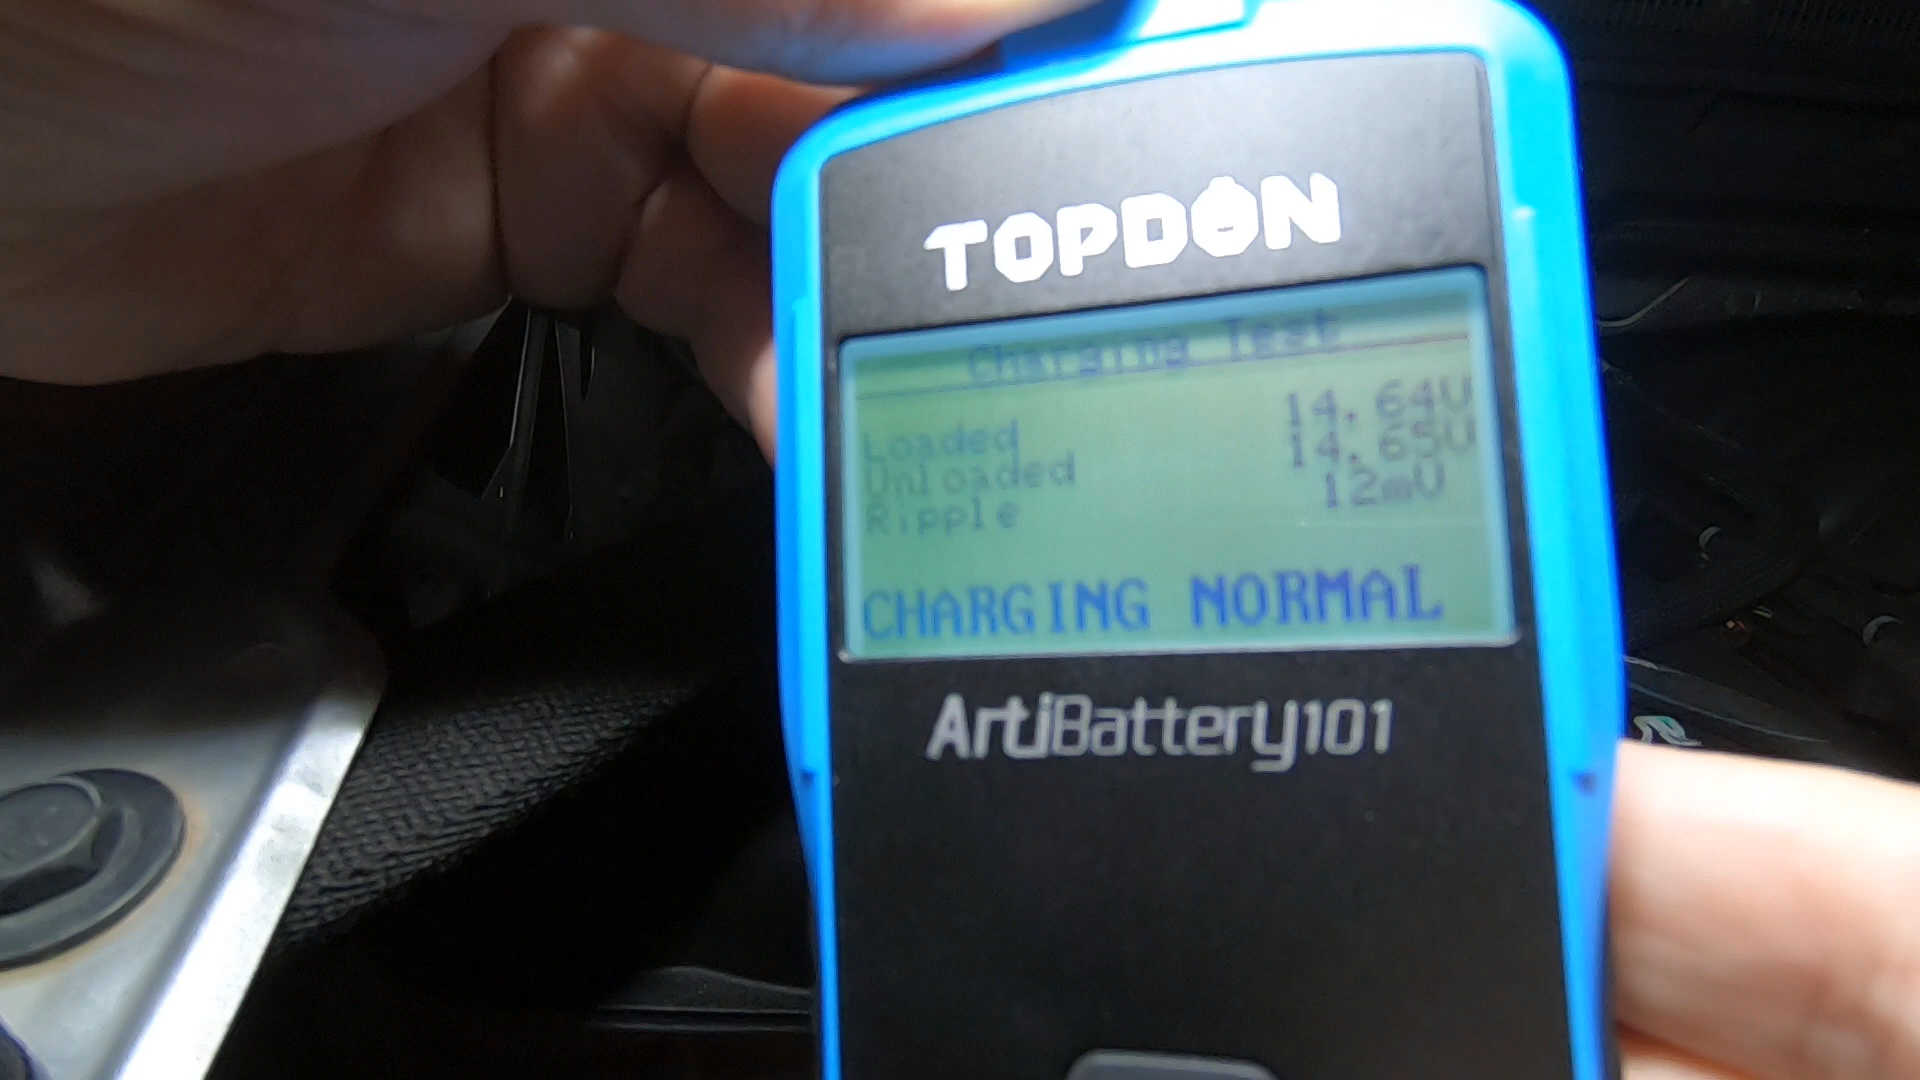 TOPDON
Charging Test
Loaded 14.64V
Unloaded 14.65V
Ripple 12mV
CHARGING NORMAL
ArtiBattery101